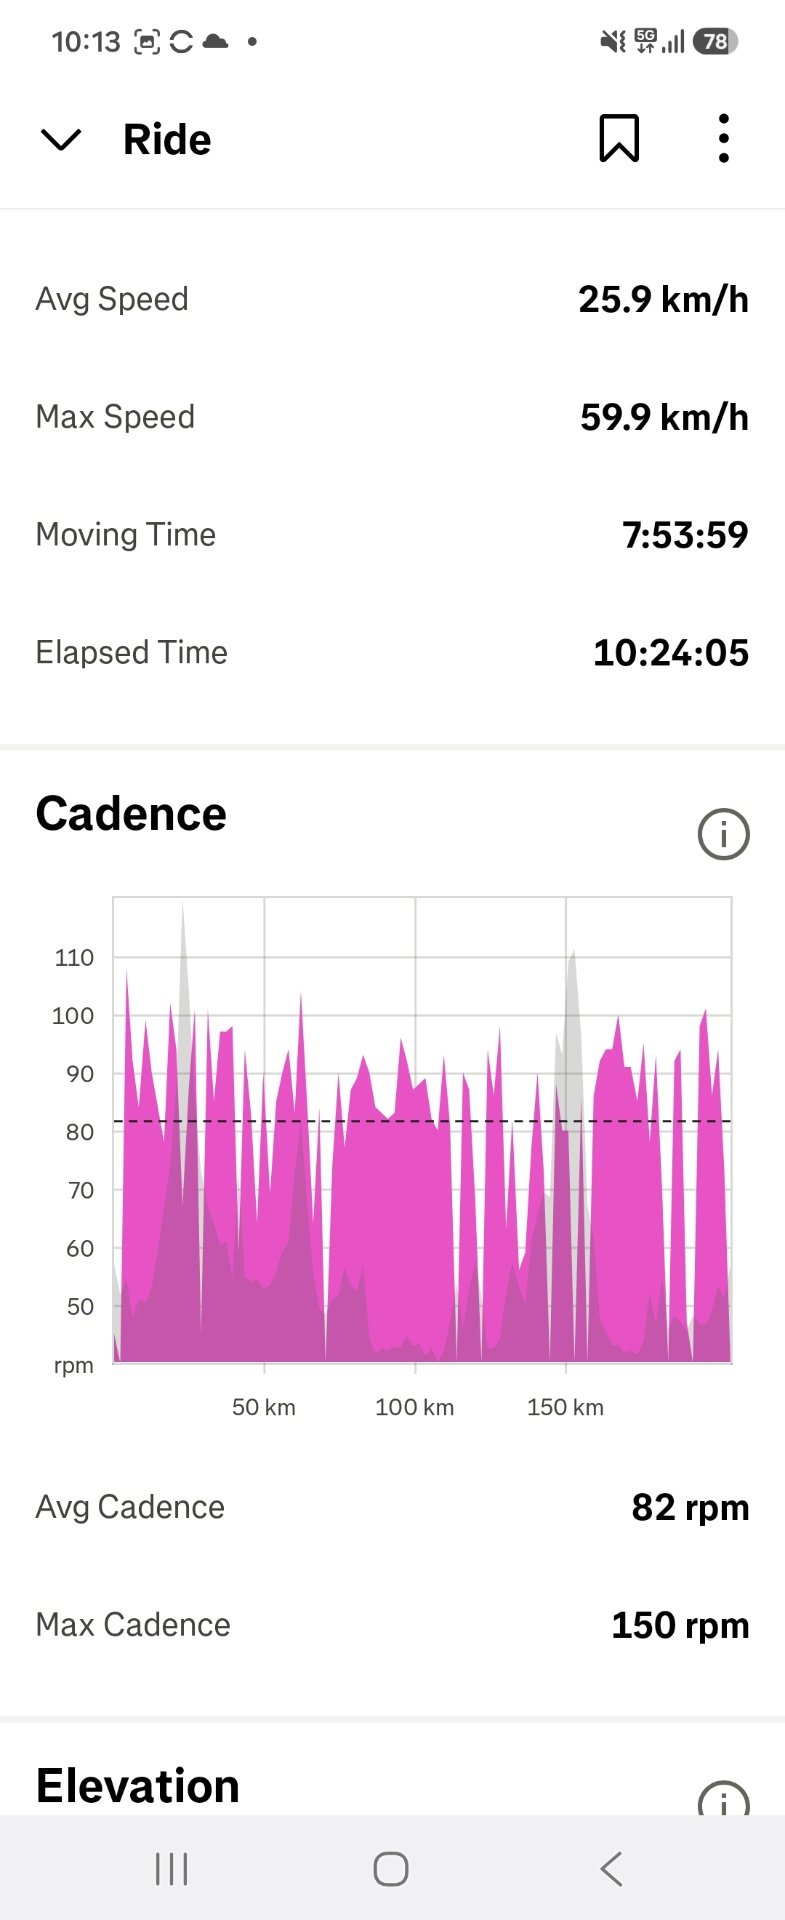 10:13 5G 78
Ride
Avg Speed 25.9 km/h
Max Speed 59.9 km/h
Moving Time 7:53:59
Elapsed Time 10:24:05
Cadence
110
100
90
80
70
60
50
rpm
50 km 100 km 150 km
Avg Cadence 82 rpm
Max Cadence 150 rpm
Elevation